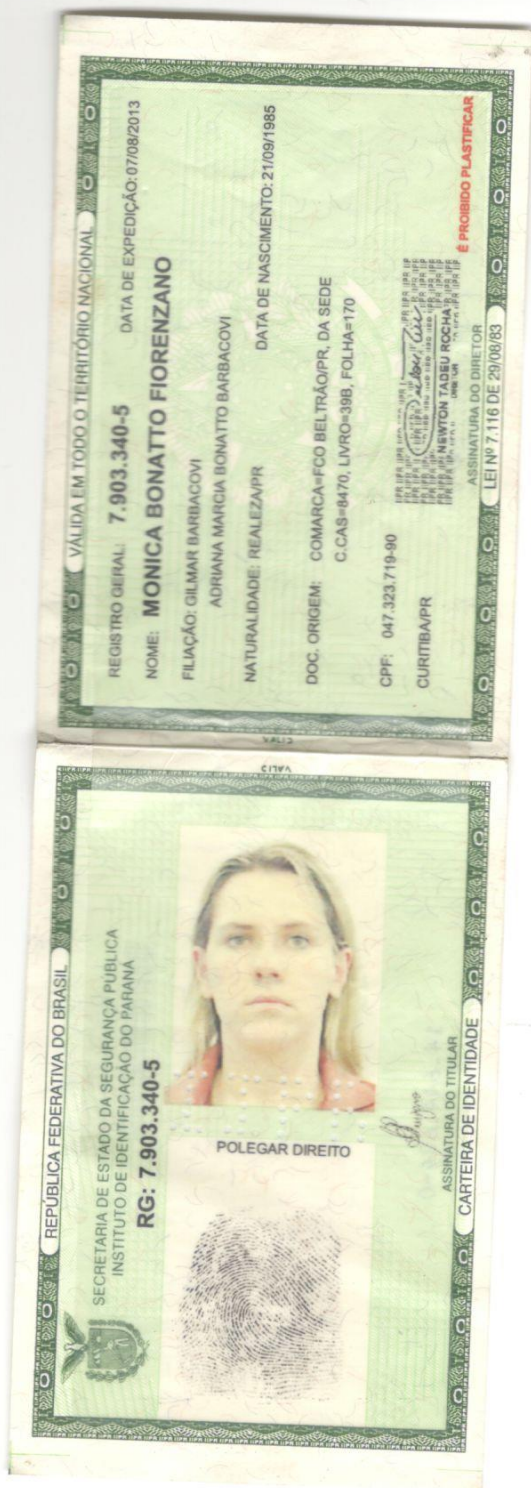 REPÚBLICA FEDERATIVA DO BRASIL
SECRETARIA DE ESTADO DA SEGURANÇA PÚBLICA
INSTITUTO DE IDENTIFICAÇÃO DO PARANÁ
RG: 7.903.340-5
POLEGAR DIREITO
ASSINATURA DO TITULAR
CARTEIRA DE IDENTIDADE
VÁLIDA EM TODO O TERRITÓRIO NACIONAL
REGISTRO GERAL: 7.903.340-5 DATA DE EXPEDIÇÃO: 07/08/2013
NOME: MONICA BONATTO FIORENZANO
FILIAÇÃO: GILMAR BARBACOVI
ADRIANA MARCIA BONATTO BARBACOVI
NATURALIDADE: REALEZA/PR DATA DE NASCIMENTO: 21/09/1985
DOC. ORIGEM: COMARCA=FCO BELTRÃO/PR, DA SEDE
C.CAS=8470, LIVRO=39B, FOLHA=170
CPF: 047.323.719-90
CURITIBA/PR
NEWTON TADEU ROCHA
DIRETOR
ASSINATURA DO DIRETOR
É PROIBIDO PLASTIFICAR
LEI Nº 7.116 DE 29/08/83